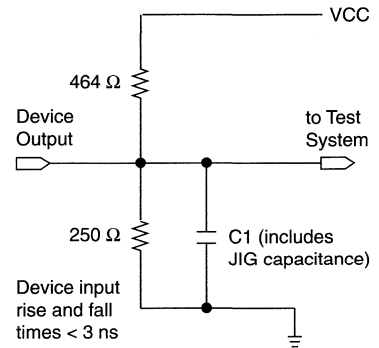 VCC
464 Ω
Device
Output
to Test
System
250 Ω
C1 (includes
JIG capacitance)
Device input
rise and fall
times < 3 ns